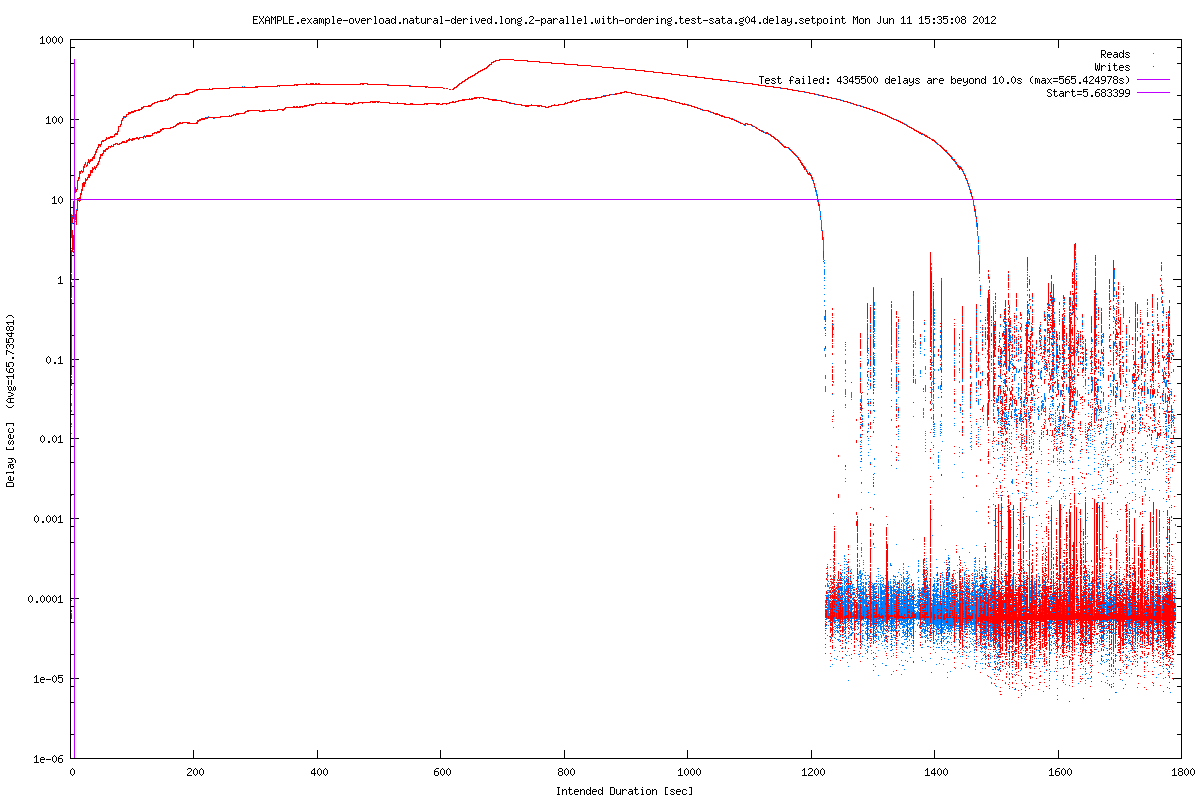 EXAMPLE.example-overload.natural-derived.long.2-parallel.with-ordering.test-sata.g04.delay.setpoint Mon Jun 11 15:35:08 2012
Reads
Writes
Test failed: 4345500 delays are beyond 10.0s (max=565.424978s)
Start=5.683399
1000
100
10
1
0.1
0.01
0.001
0.0001
1e-05
1e-06
Delay [sec] (Avg=165.735481)
0 200 400 600 800 1000 1200 1400 1600 1800
Intended Duration [sec]